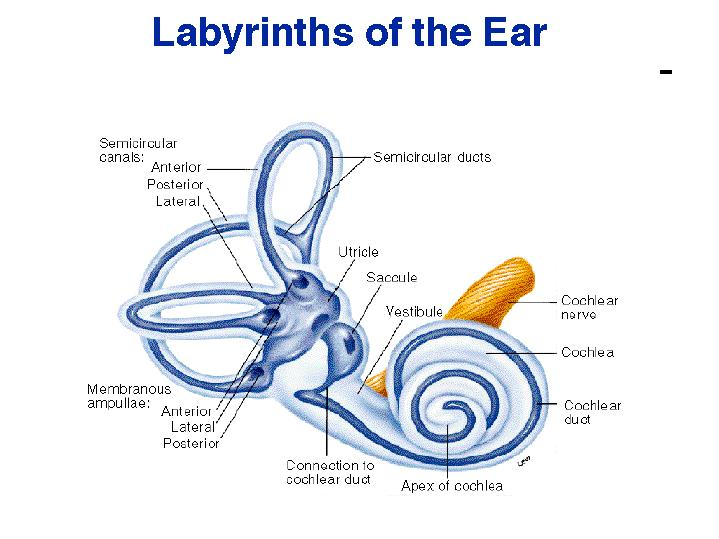 Labyrinths of the Ear
-
Semicircular
canals:
Anterior
Posterior
Lateral
Semicircular ducts
Utricle
Saccule
Vestibule
Cochlear
nerve
Cochlea
Cochlear
duct
Membranous
ampullae:
Anterior
Lateral
Posterior
Connection to
cochlear duct
Apex of cochlea